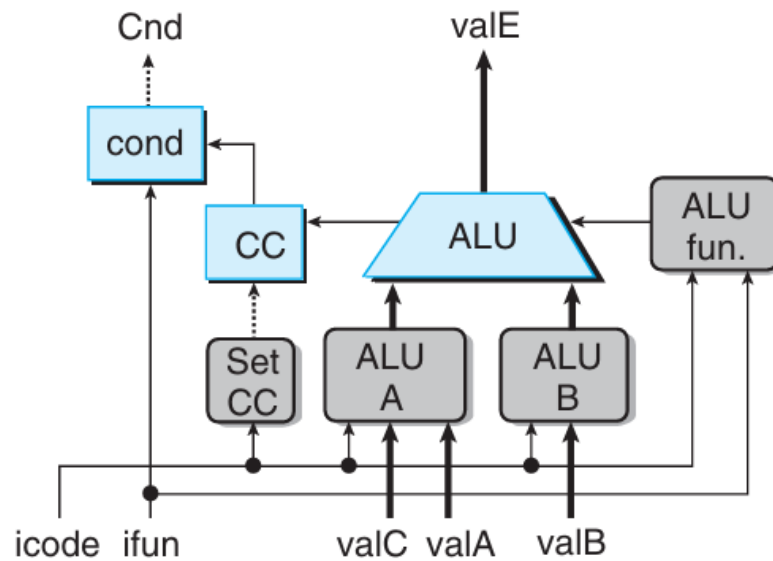 Cnd
valE
cond
CC
ALU
ALU
fun.
Set
CC
ALU
A
ALU
B
icode
ifun
valC
valA
valB